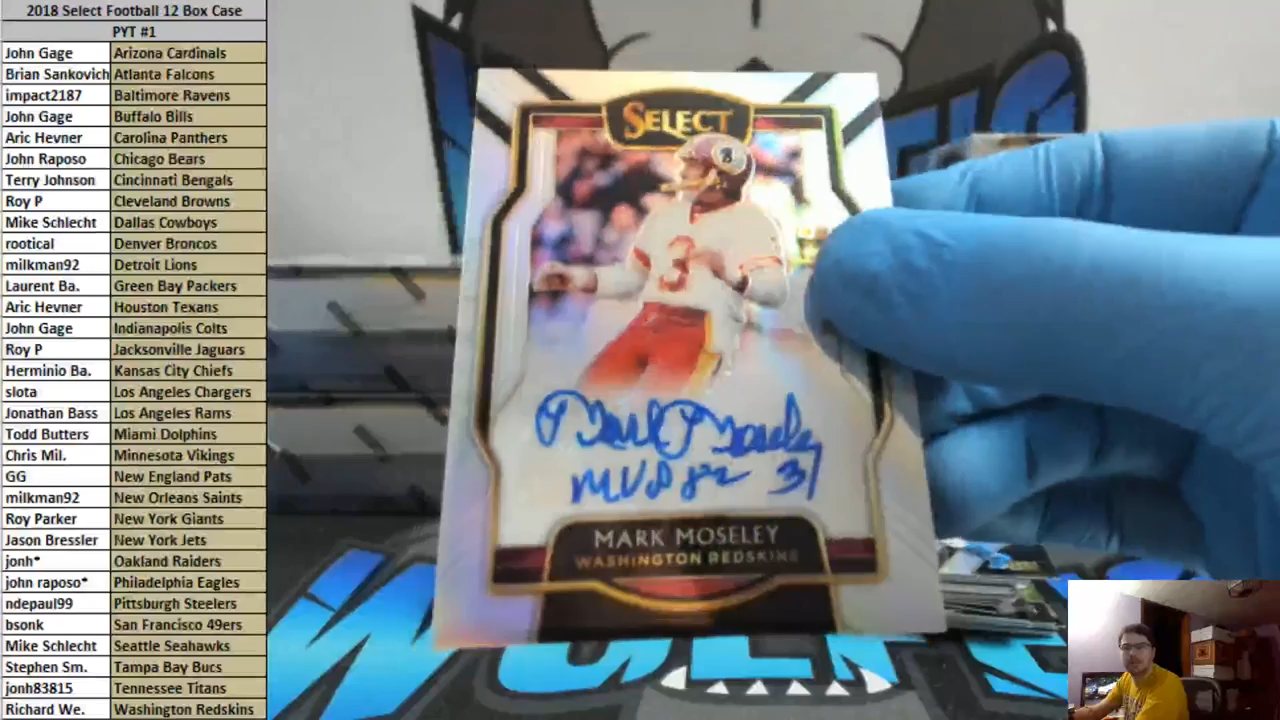 2018 Select Football 12 Box Case
PYT #1
John Gage Arizona Cardinals
Brian Sankovich Atlanta Falcons
impact2187 Baltimore Ravens
John Gage Buffalo Bills
Aric Hevner Carolina Panthers
John Raposo Chicago Bears
Terry Johnson Cincinnati Bengals
Roy P Cleveland Browns
Mike Schlecht Dallas Cowboys
rootical Denver Broncos
milkman92 Detroit Lions
Laurent Ba. Green Bay Packers
Aric Hevner Houston Texans
John Gage Indianapolis Colts
Roy P Jacksonville Jaguars
Herminio Ba. Kansas City Chiefs
slota Los Angeles Chargers
Jonathan Bass Los Angeles Rams
Todd Butters Miami Dolphins
Chris Mil. Minnesota Vikings
GG New England Pats
milkman92 New Orleans Saints
Roy Parker New York Giants
Jason Bressler New York Jets
jonh* Oakland Raiders
john raposo* Philadelphia Eagles
ndepaul99 Pittsburgh Steelers
bsonk San Francisco 49ers
Mike Schlecht Seattle Seahawks
Stephen Sm. Tampa Bay Bucs
jonh83815 Tennessee Titans
Richard We. Washington Redskins
SELECT
3
Mark Moseley
MVP 82 3
MARK MOSELEY
WASHINGTON REDSKINS